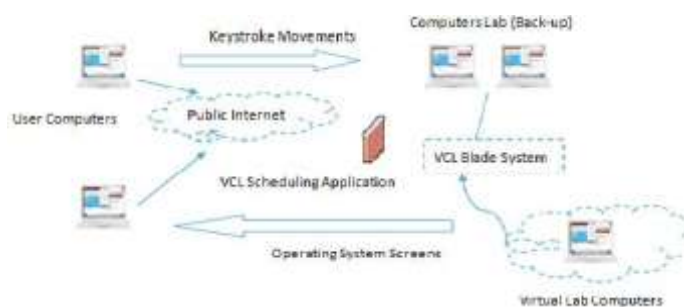 Computers Lab (Back-up)
Keystroke Movements
User Computers
Public Internet
VCL Blade System
VCL Scheduling Application
Operating System Screens
Virtual Lab Computers